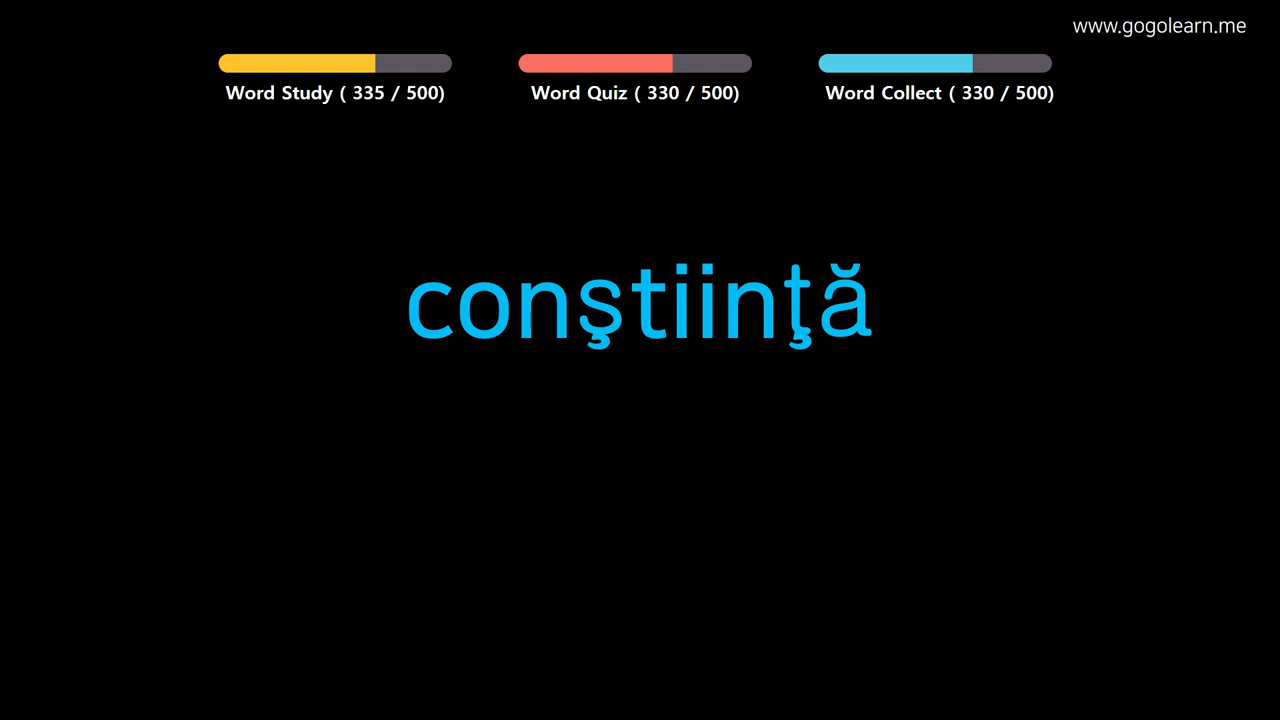 www.gogolearn.me
Word Study ( 335 / 500)
Word Quiz ( 330 / 500)
Word Collect ( 330 / 500)
conştiinţă